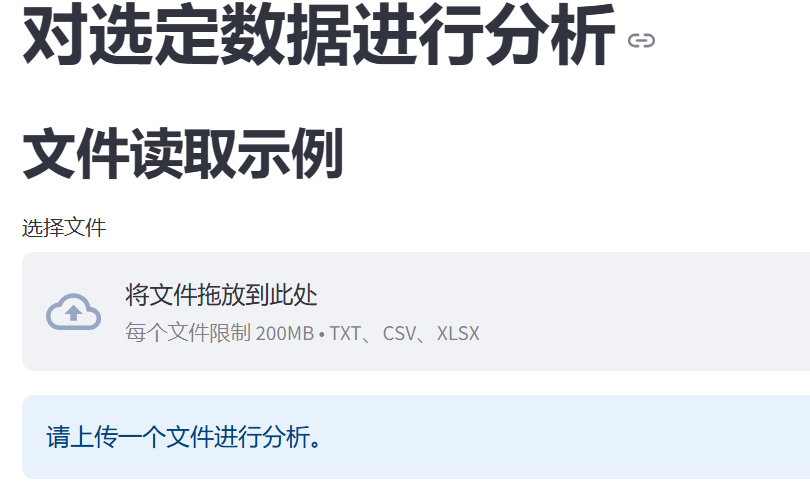 对选定数据进行分析
文件读取示例
选择文件
将文件拖放到此处
每个文件限制 200MB • TXT、CSV、XLSX
请上传一个文件进行分析。